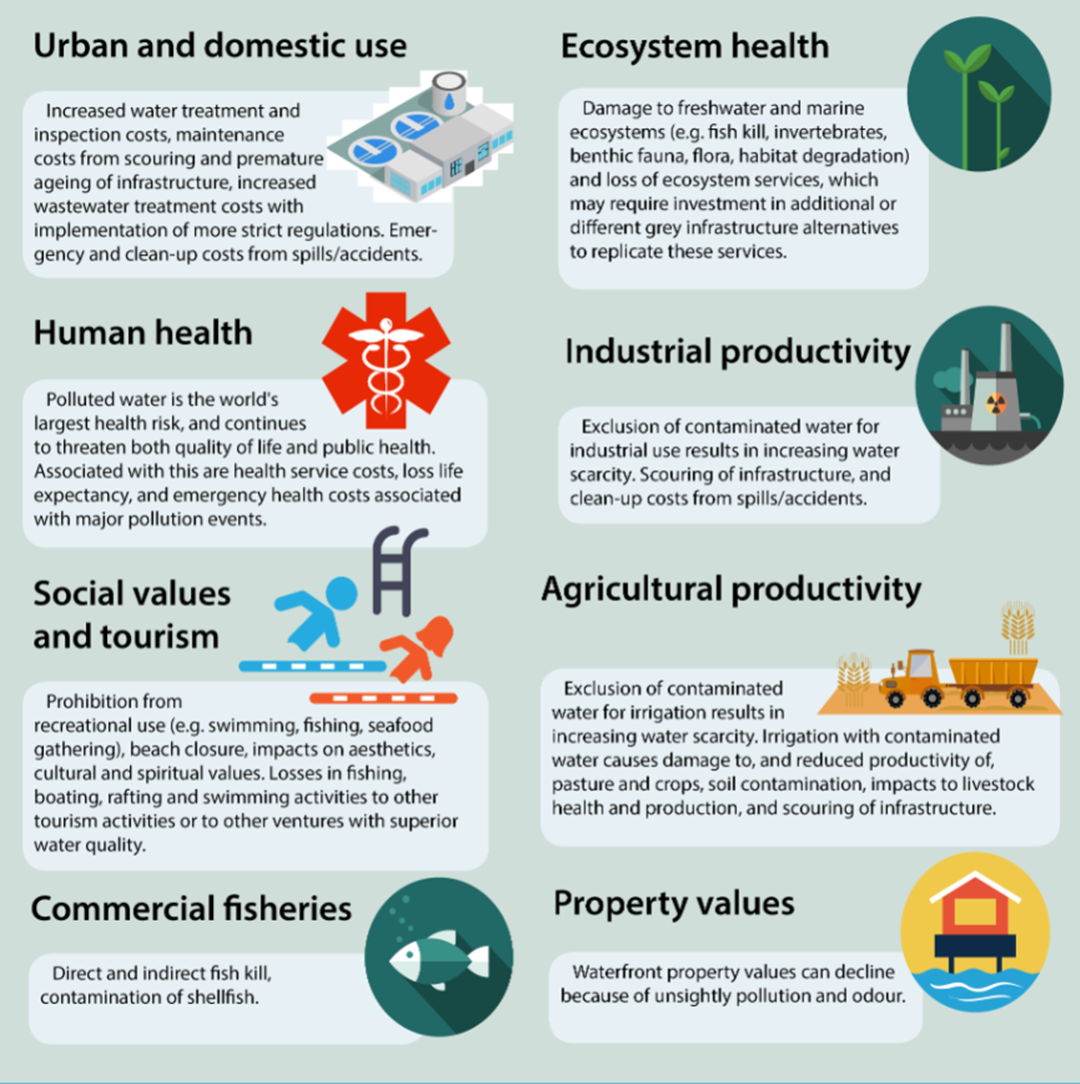 Urban and domestic use
Increased water treatment and
inspection costs, maintenance
costs from scouring and premature
ageing of infrastructure, increased
wastewater treatment costs with
implementation of more strict regulations. Emer-
gency and clean-up costs from spills/accidents.
Ecosystem health
Damage to freshwater and marine
ecosystems (e.g. fish kill, invertebrates,
benthic fauna, flora, habitat degradation)
and loss of ecosystem services, which
may require investment in additional or
different grey infrastructure alternatives
to replicate these services.
Human health
Polluted water is the world's
largest health risk, and continues
to threaten both quality of life and public health.
Associated with this are health service costs, loss life
expectancy, and emergency health costs associated
with major pollution events.
Industrial productivity
Exclusion of contaminated water for
industrial use results in increasing water
scarcity. Scouring of infrastructure, and
clean-up costs from spills/accidents.
Social values
and tourism
Prohibition from
recreational use (e.g. swimming, fishing, seafood
gathering), beach closure, impacts on aesthetics,
cultural and spiritual values. Losses in fishing,
boating, rafting and swimming activities to other
tourism activities or to other ventures with superior
water quality.
Agricultural productivity
Exclusion of contaminated
water for irrigation results in
increasing water scarcity. Irrigation with contaminated
water causes damage to, and reduced productivity of,
pasture and crops, soil contamination, impacts to livestock
health and production, and scouring of infrastructure.
Commercial fisheries
Direct and indirect fish kill,
contamination of shellfish.
Property values
Waterfront property values can decline
because of unsightly pollution and odour.